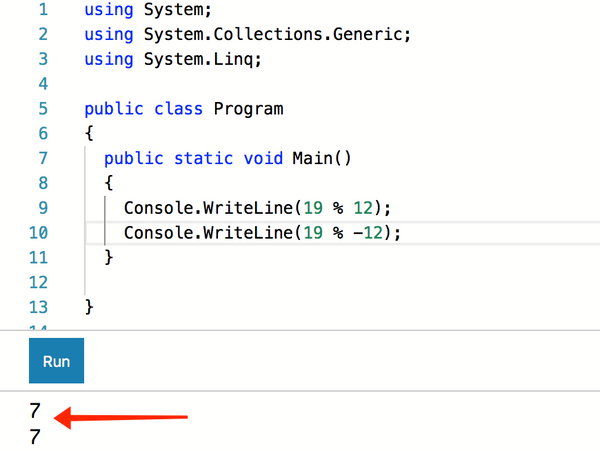 1 using System;
2 using System.Collections.Generic;
3 using System.Linq;
4
5 public class Program
6 {
7 public static void Main()
8 {
9 Console.WriteLine(19 % 12);
10 Console.WriteLine(19 % -12);
11 }
12
13 }
14
Run
7
7